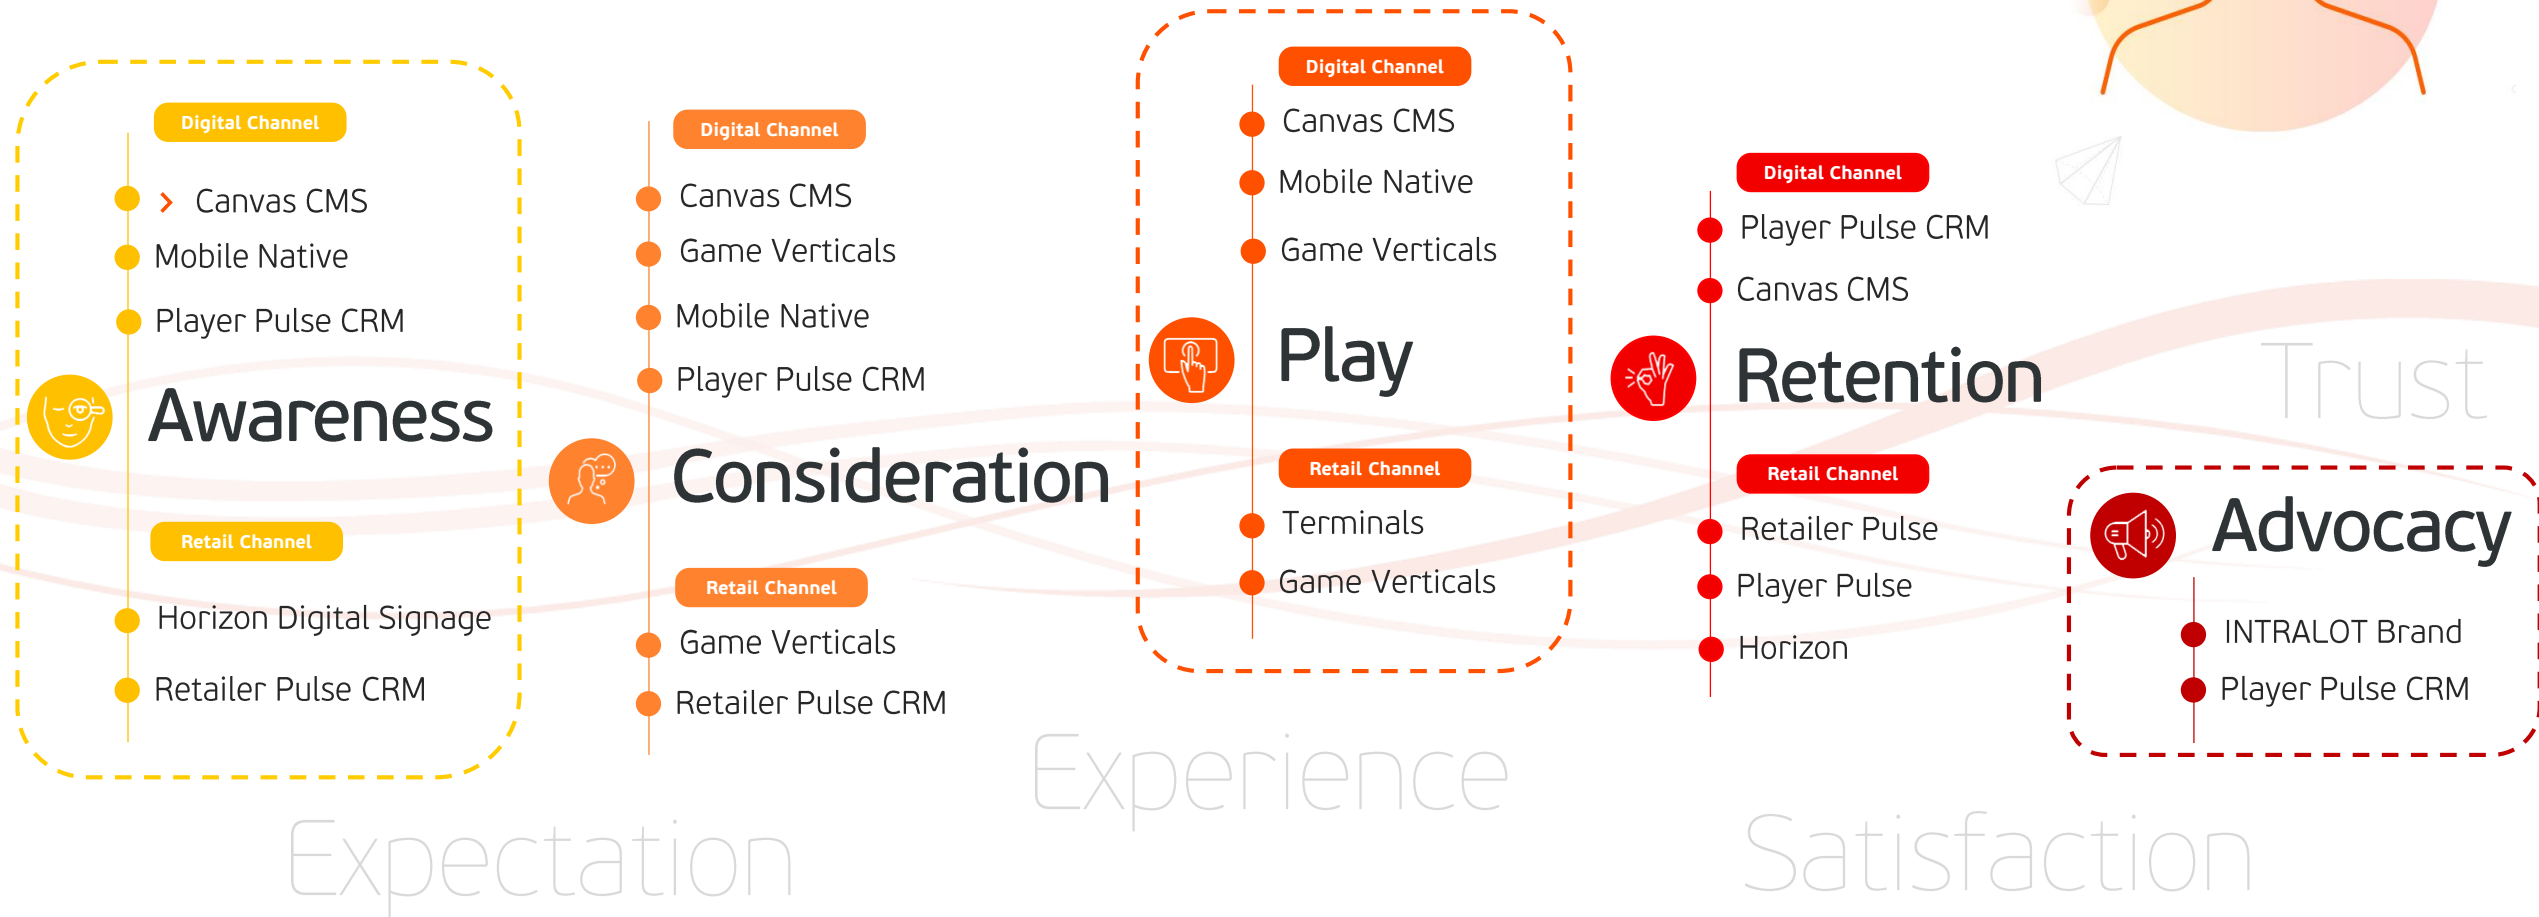 Digital Channel
Canvas CMS
Mobile Native
Player Pulse CRM
Awareness
Retail Channel
Horizon Digital Signage
Retailer Pulse CRM
Digital Channel
Canvas CMS
Game Verticals
Mobile Native
Player Pulse CRM
Consideration
Retail Channel
Game Verticals
Retailer Pulse CRM
Digital Channel
Canvas CMS
Mobile Native
Game Verticals
Play
Retail Channel
Terminals
Game Verticals
Digital Channel
Player Pulse CRM
Canvas CMS
Retention
Retail Channel
Retailer Pulse
Player Pulse
Horizon
Advocacy
INTRALOT Brand
Player Pulse CRM
Expectation
Experience
Satisfaction
Trust